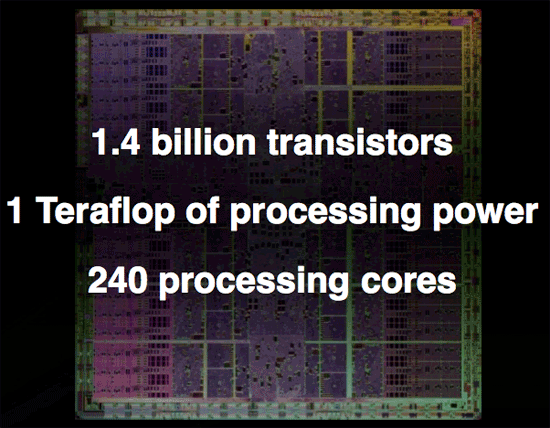 1.4 billion transistors
1 Teraflop of processing power
240 processing cores